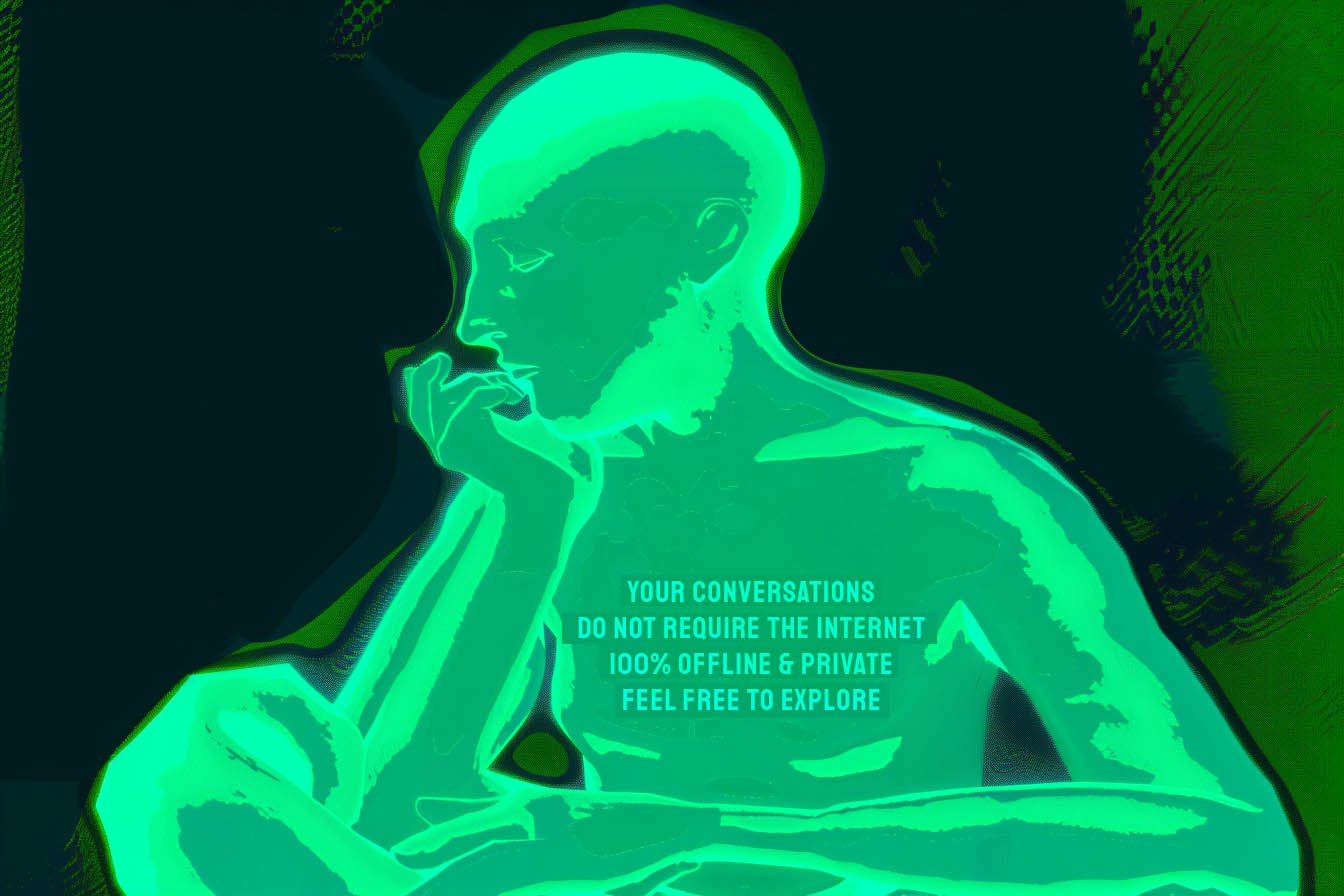 YOUR CONVERSATIONS
DO NOT REQUIRE THE INTERNET
100% OFFLINE & PRIVATE
FEEL FREE TO EXPLORE